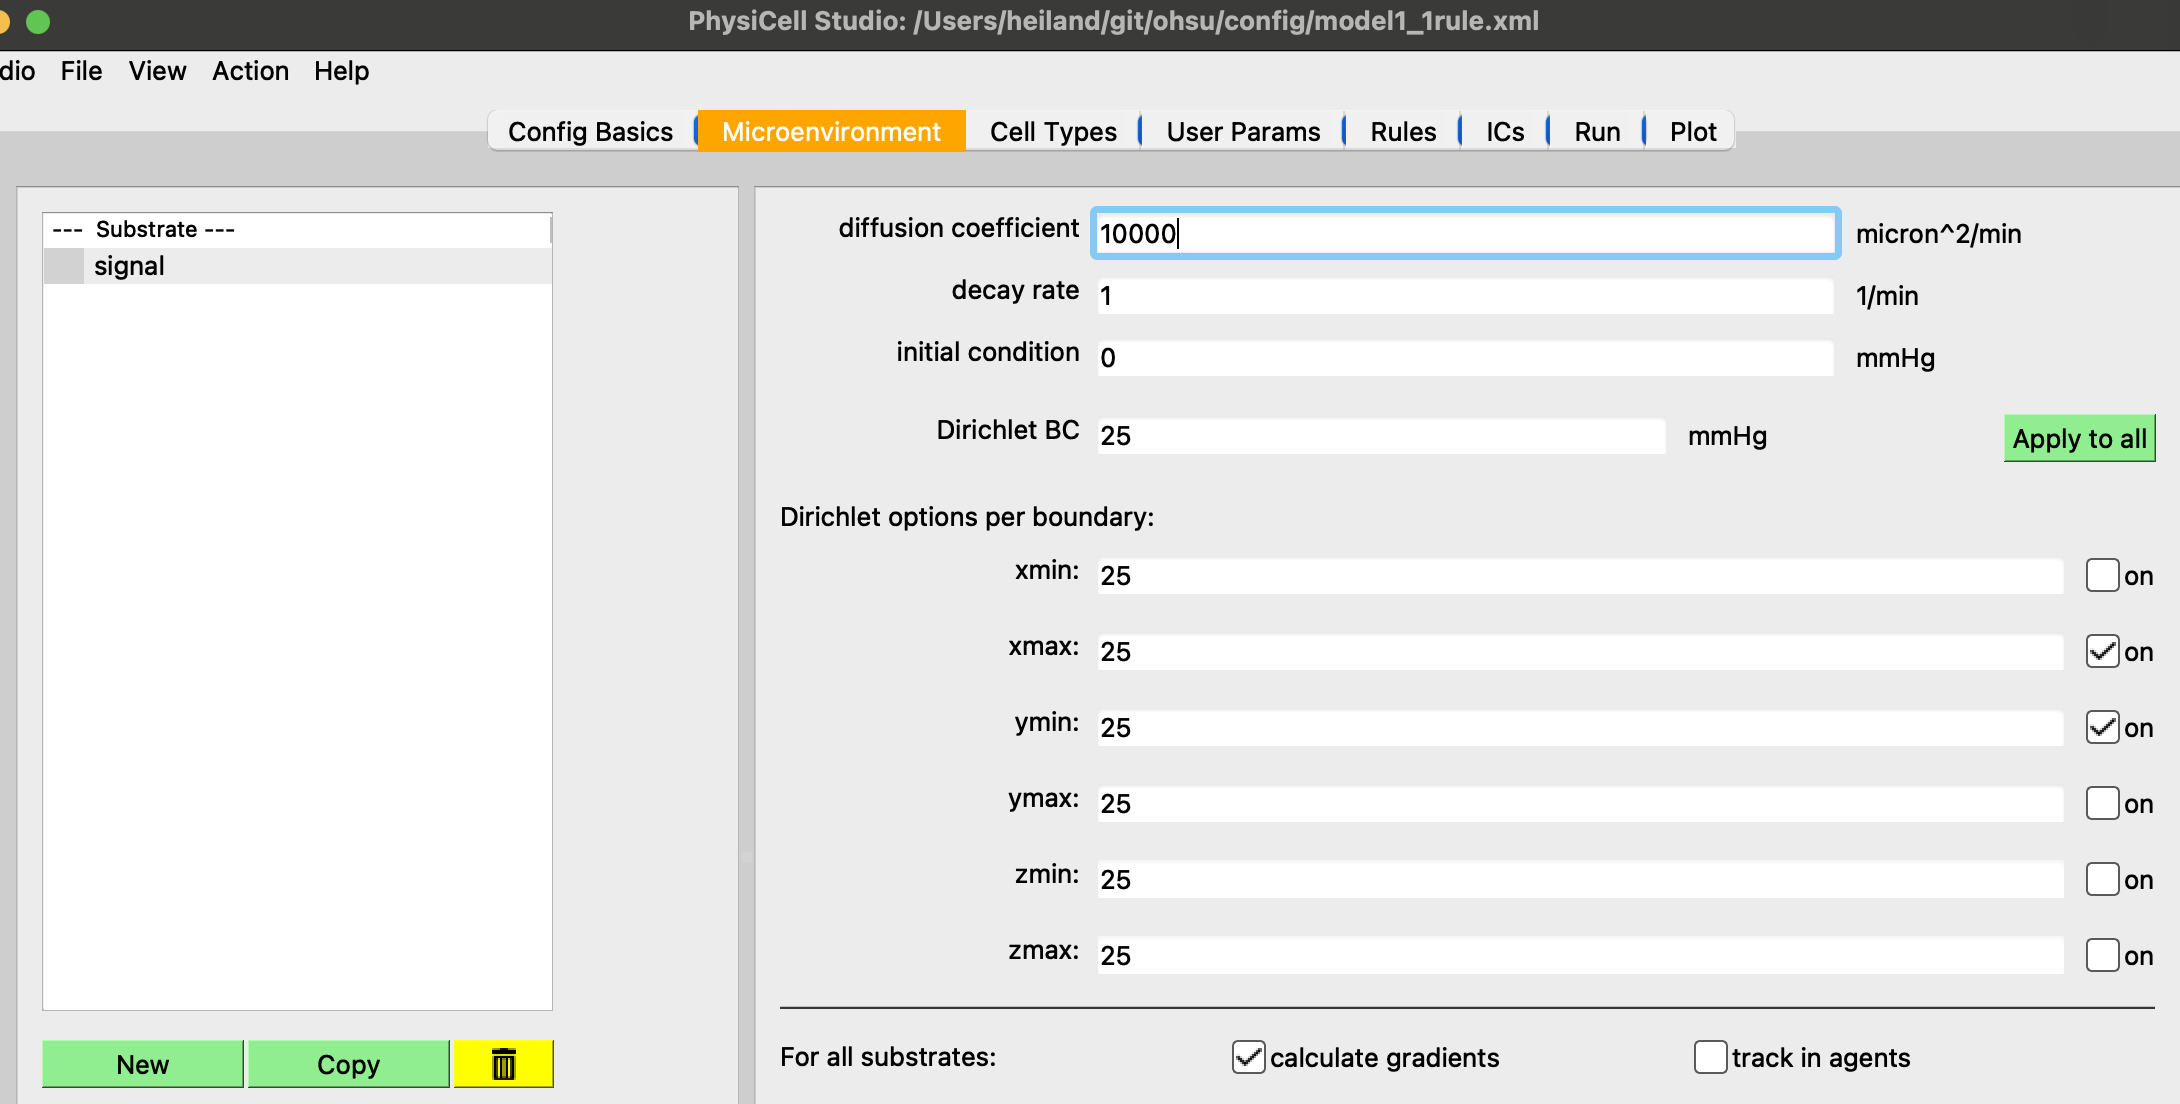 PhysiCell Studio: /Users/heiland/git/ohsu/config/model1_1rule.xml
dio File View Action Help
Config Basics Microenvironment Cell Types User Params Rules ICs Run Plot
--- Substrate ---
signal
New Copy
diffusion coefficient 10000 micron^2/min
decay rate 1 1/min
initial condition 0 mmHg
Dirichlet BC 25 mmHg Apply to all
Dirichlet options per boundary:
xmin: 25 on
xmax: 25 on
ymin: 25 on
ymax: 25 on
zmin: 25 on
zmax: 25 on
For all substrates: calculate gradients track in agents